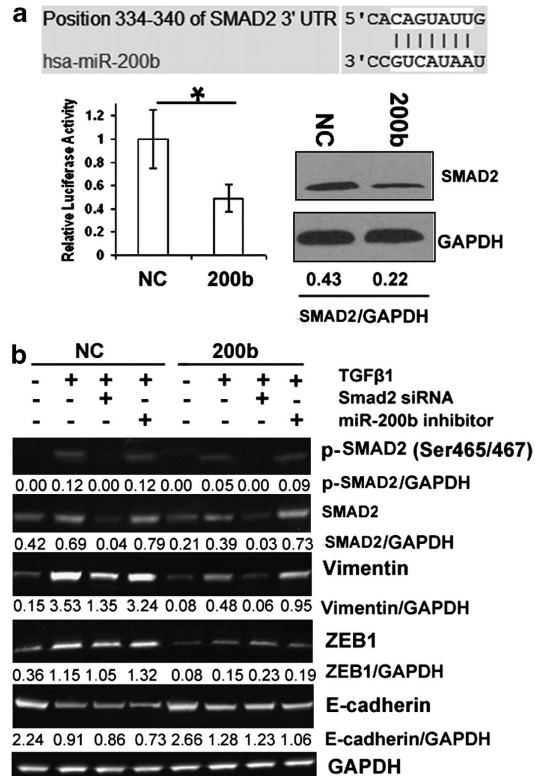 a
Position 334-340 of SMAD2 3' UTR 5'CACAGUAUUG
hsa-miR-200b 3'CCGUCAUAAU
Relative Luciferase Activity
1.2
1
0.8
0.6
0.4
0.2
0
*
NC 200b
NC 200b
SMAD2
GAPDH
0.43 0.22
SMAD2/GAPDH
b
NC 200b
- + + + - + + + TGFβ1
- - + - - - + - Smad2 siRNA
- - - + - - - + miR-200b inhibitor
p-SMAD2 (Ser465/467)
0.00 0.12 0.00 0.12 0.00 0.05 0.00 0.09 p-SMAD2/GAPDH
SMAD2
0.42 0.69 0.04 0.79 0.21 0.39 0.03 0.73 SMAD2/GAPDH
Vimentin
0.15 3.53 1.35 3.24 0.08 0.48 0.06 0.95 Vimentin/GAPDH
ZEB1
0.36 1.15 1.05 1.32 0.08 0.15 0.23 0.19 ZEB1/GAPDH
E-cadherin
2.24 0.91 0.86 0.73 2.66 1.28 1.23 1.06 E-cadherin/GAPDH
GAPDH